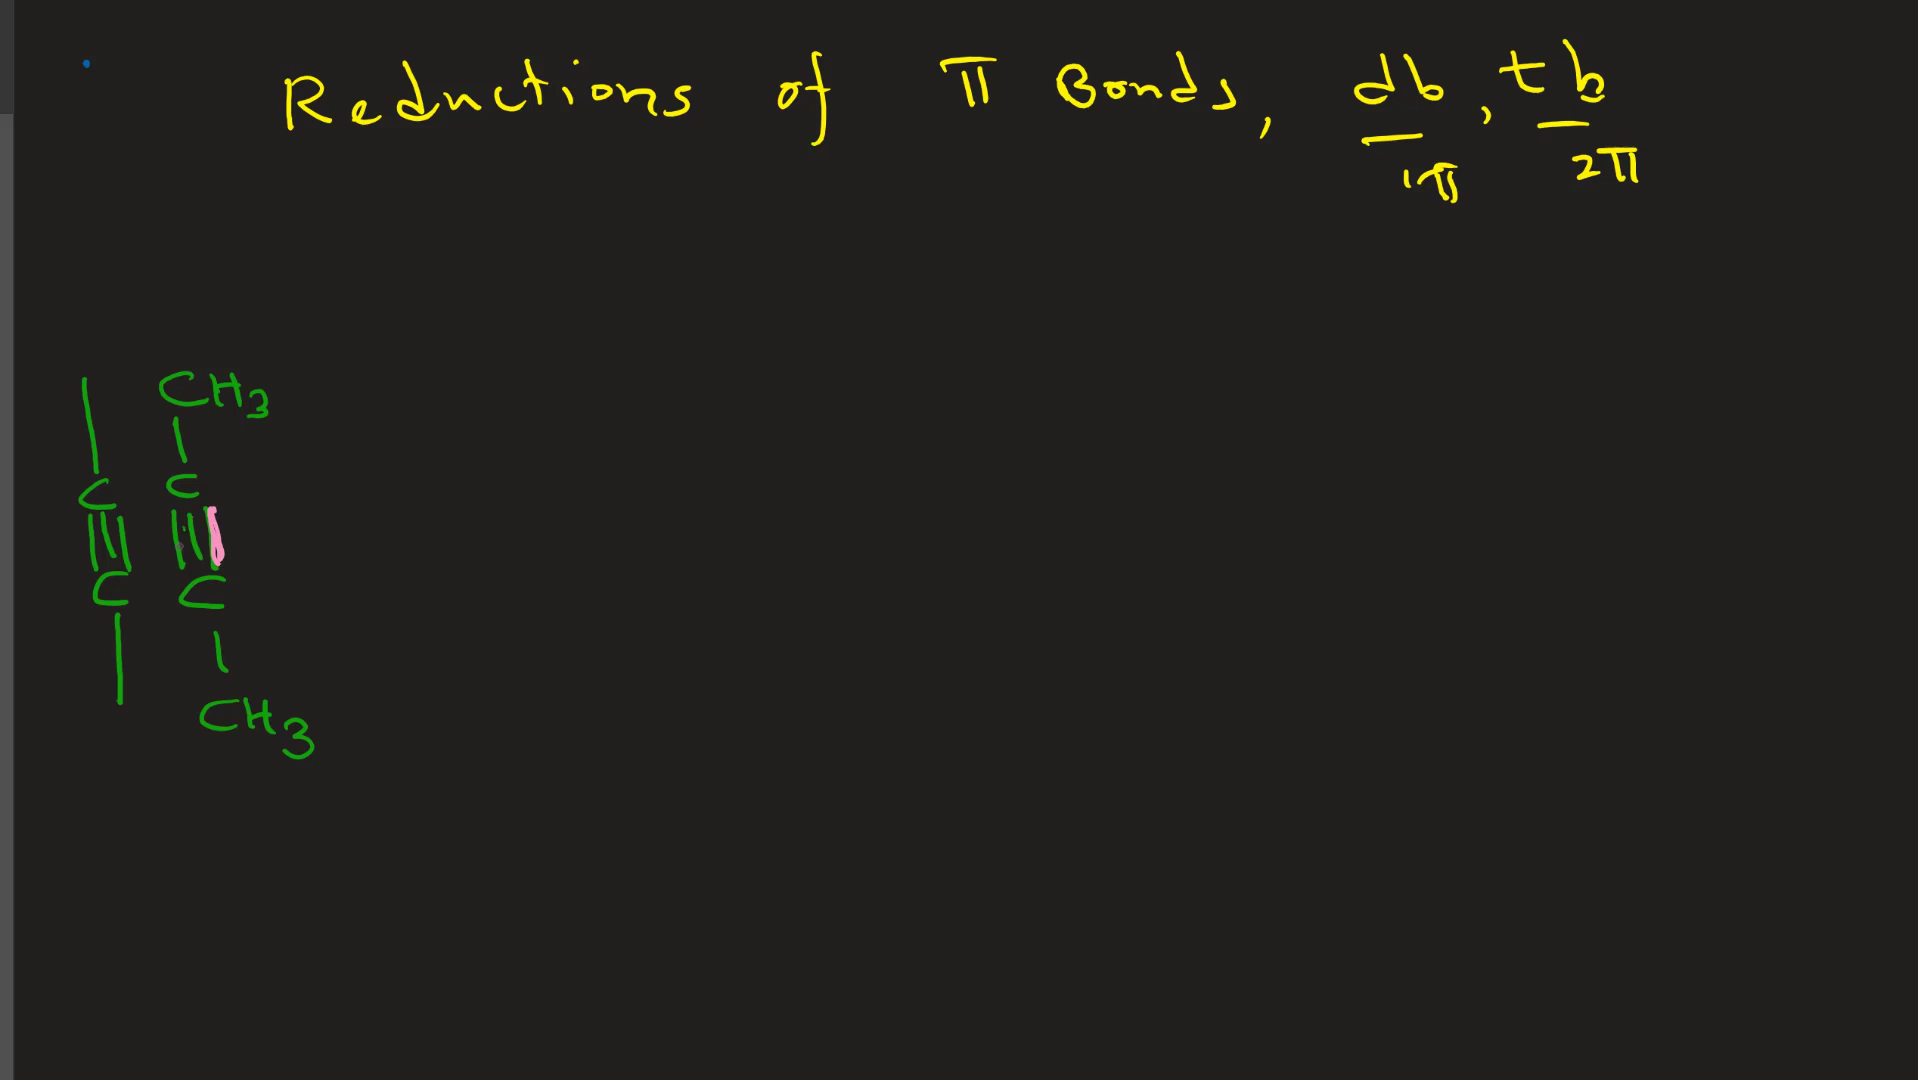 Reductions of π Bonds, db, tb
1π 2π
CH3
C C
C C
CH3